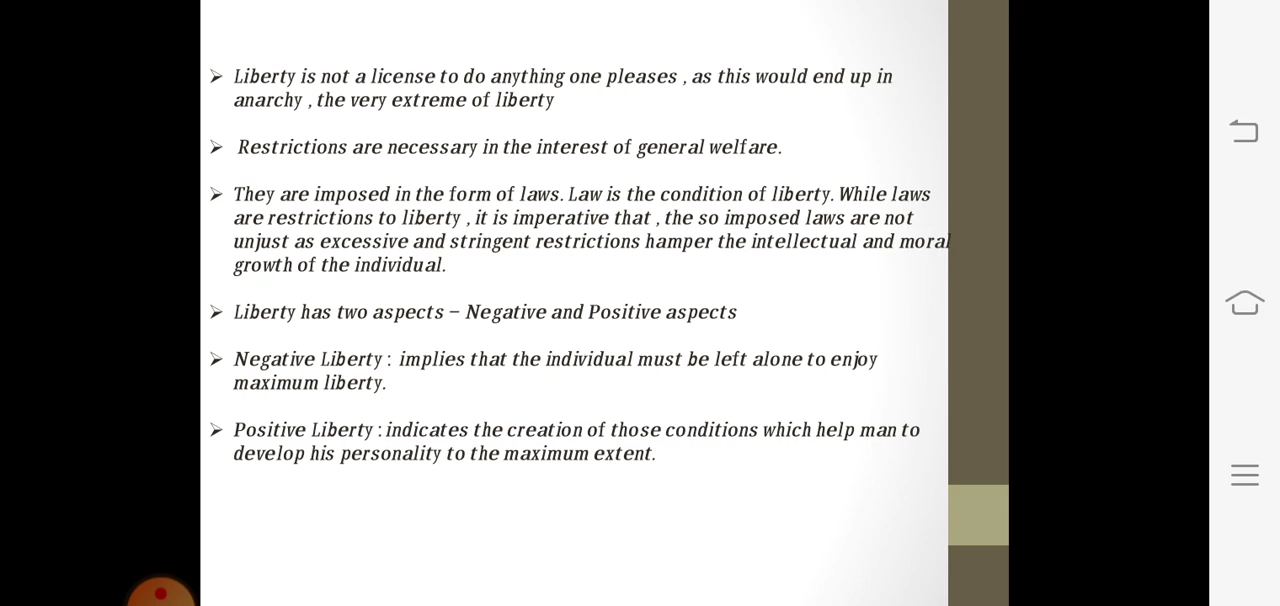 ➢ Liberty is not a license to do anything one pleases , as this would end up in
anarchy , the very extreme of liberty
➢ Restrictions are necessary in the interest of general welfare.
➢ They are imposed in the form of laws. Law is the condition of liberty. While laws
are restrictions to liberty , it is imperative that , the so imposed laws are not
unjust as excessive and stringent restrictions hamper the intellectual and moral
growth of the individual.
➢ Liberty has two aspects – Negative and Positive aspects
➢ Negative Liberty : implies that the individual must be left alone to enjoy
maximum liberty.
➢ Positive Liberty : indicates the creation of those conditions which help man to
develop his personality to the maximum extent.